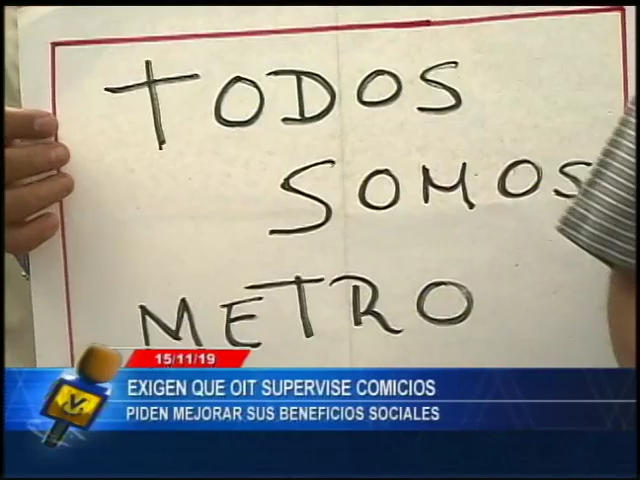 TODOS
SOMOS
METRO
15/11/19
EXIGEN QUE OIT SUPERVISE COMICIOS
PIDEN MEJORAR SUS BENEFICIOS SOCIALES
V